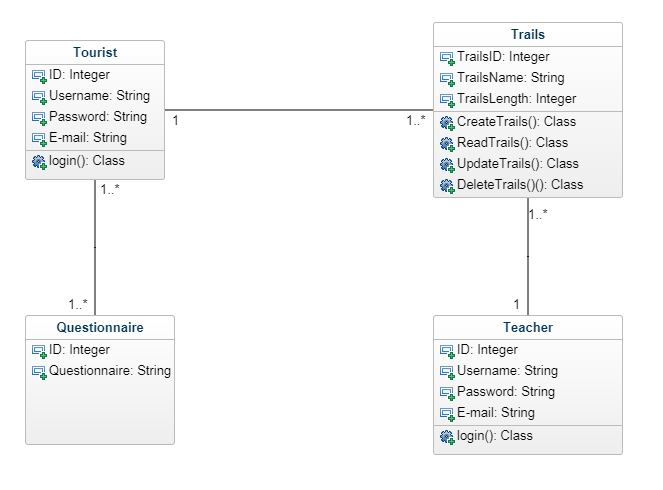 Tourist
ID: Integer
Username: String
Password: String
E-mail: String
login(): Class
1
1..*
Trails
TrailsID: Integer
TrailsName: String
TrailsLength: Integer
CreateTrails(): Class
ReadTrails(): Class
UpdateTrails(): Class
DeleteTrails()(): Class
1..*
1..*
Questionnaire
ID: Integer
Questionnaire: String
1..*
1
Teacher
ID: Integer
Username: String
Password: String
E-mail: String
login(): Class